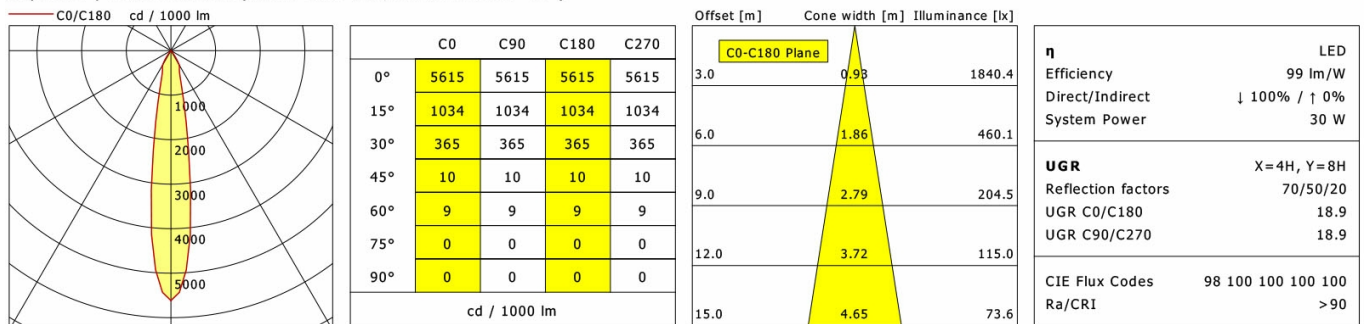 C0/C180 cd / 1000 lm
1000
2000
3000
4000
5000
C0 C90 C180 C270
0° 5615 5615 5615 5615
15° 1034 1034 1034 1034
30° 365 365 365 365
45° 10 10 10 10
60° 9 9 9 9
75° 0 0 0 0
90° 0 0 0 0
cd / 1000 lm
Offset [m] Cone width [m] Illuminance [lx]
C0-C180 Plane
3.0 0.93 1840.4
6.0 1.86 460.1
9.0 2.79 204.5
12.0 3.72 115.0
15.0 4.65 73.6
η LED
Efficiency 99 lm/W
Direct/Indirect ↓ 100% / ↑ 0%
System Power 30 W
UGR X=4H, Y=8H
Reflection factors 70/50/20
UGR C0/C180 18.9
UGR C90/C270 18.9
CIE Flux Codes 98 100 100 100 100
Ra/CRI >90